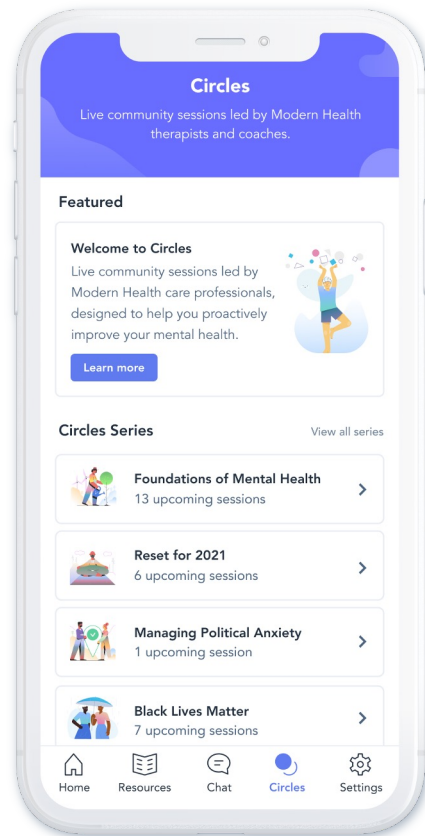 Circles
Live community sessions led by Modern Health
therapists and coaches.
Featured
Welcome to Circles
Live community sessions led by
Modern Health care professionals,
designed to help you proactively
improve your mental health.
Learn more
Circles Series
View all series
Foundations of Mental Health
13 upcoming sessions
Reset for 2021
6 upcoming sessions
Managing Political Anxiety
1 upcoming session
Black Lives Matter
7 upcoming sessions
Home
Resources
Chat
Circles
Settings